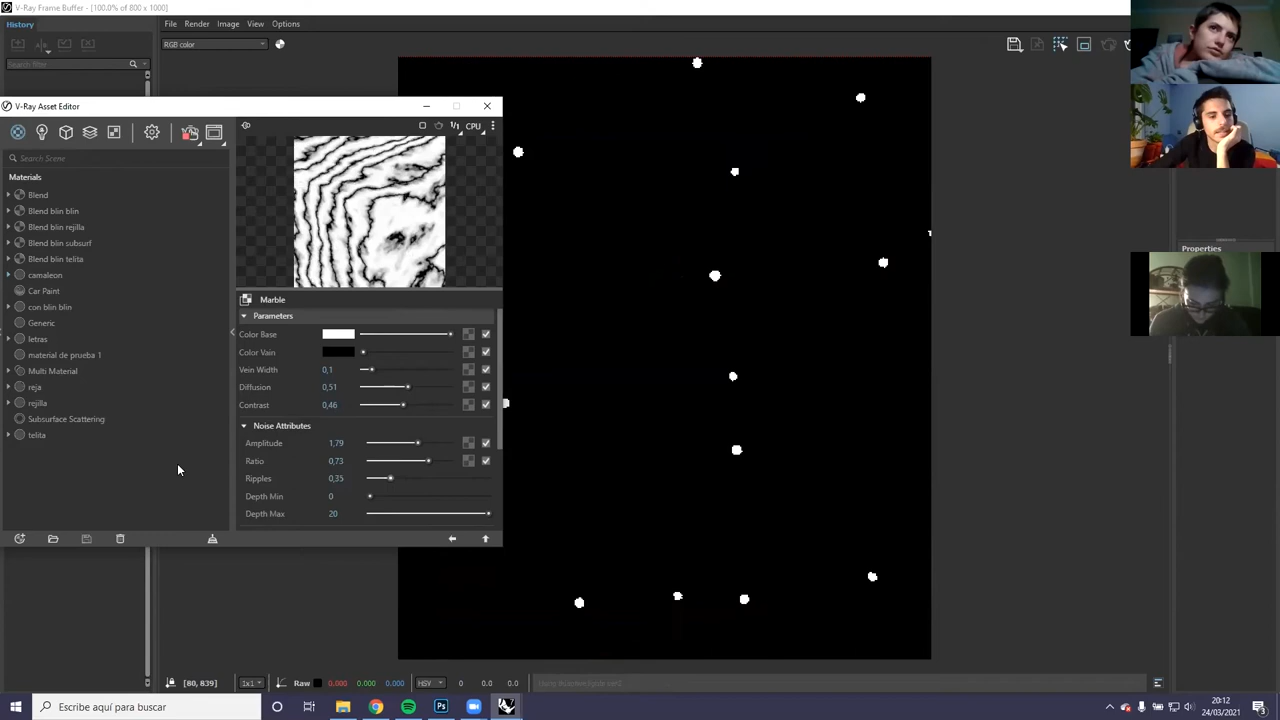 V-Ray Frame Buffer - [100.0% of 800 x 1000]
History
File Render Image View Options
RGB color
Search filter
V-Ray Asset Editor
CPU
Search Scene
Materials
Blend
Blend blin blin
Blend blin rejilla
Blend blin subsurf
Blend blin telita
camaleon
Car Paint
con blin blin
Generic
letras
material de prueba 1
Multi Material
reja
rejilla
Subsurface Scattering
telita
Marble
Parameters
Color Base
Color Vain
Vein Width 0,1
Diffusion 0,51
Contrast 0,46
Noise Attributes
Amplitude 1,79
Ratio 0,73
Ripples 0,35
Depth Min 0
Depth Max 20
Properties
[80, 839] 1x1 Raw 0.000 0.000 0.000 HSV 0 0.0 0.0
Escribe aquí para buscar
20:12
24/03/2021
3